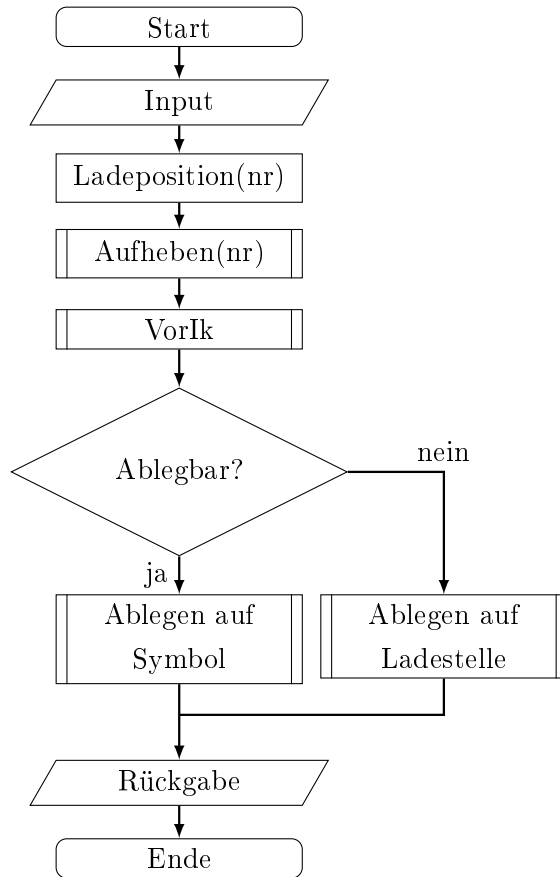 Start
Input
Ladeposition(nr)
Aufheben(nr)
VorIk
Ablegbar?
nein
ja
Ablegen auf
Symbol
Ablegen auf
Ladestelle
Rückgabe
Ende